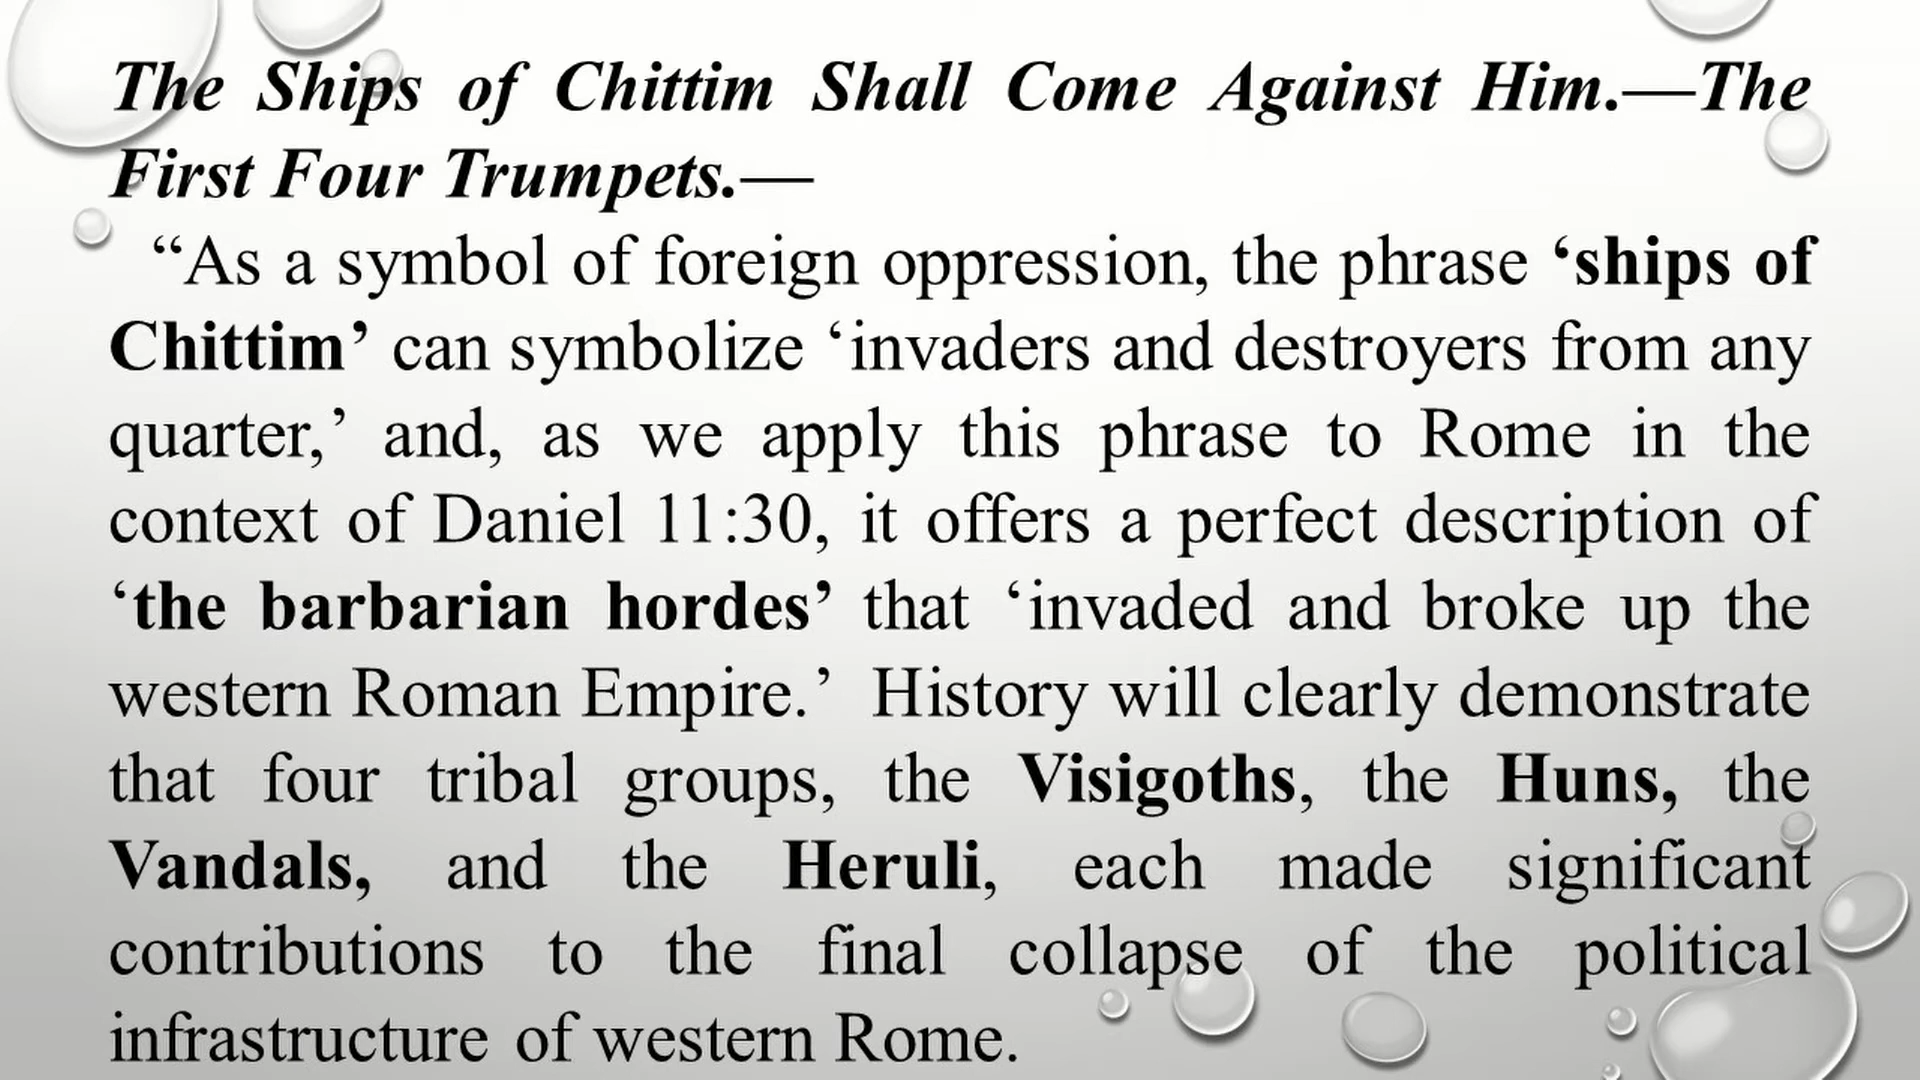 The Ships of Chittim Shall Come Against Him.—The
First Four Trumpets.—
“As a symbol of foreign oppression, the phrase ‘ships of
Chittim’ can symbolize ‘invaders and destroyers from any
quarter,’ and, as we apply this phrase to Rome in the
context of Daniel 11:30, it offers a perfect description of
‘the barbarian hordes’ that ‘invaded and broke up the
western Roman Empire.’ History will clearly demonstrate
that four tribal groups, the Visigoths, the Huns, the
Vandals, and the Heruli, each made significant
contributions to the final collapse of the political
infrastructure of western Rome.